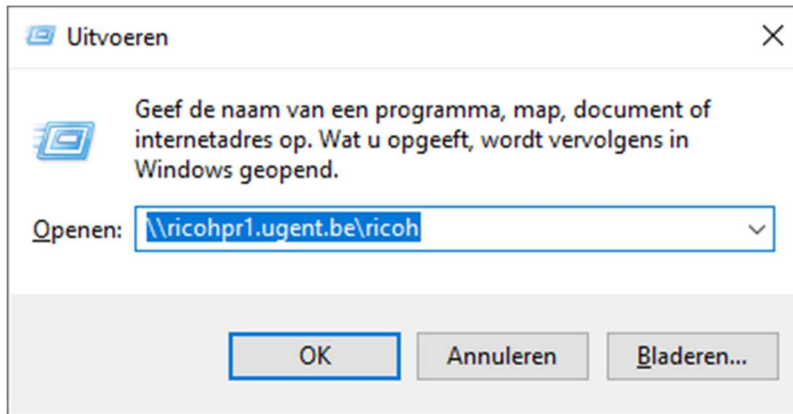 Uitvoeren
Geef de naam van een programma, map, document of
internetadres op. Wat u opgeeft, wordt vervolgens in
Windows geopend.
Openen: \\ricohpr1.ugent.be\ricoh
OK Annuleren Bladeren...